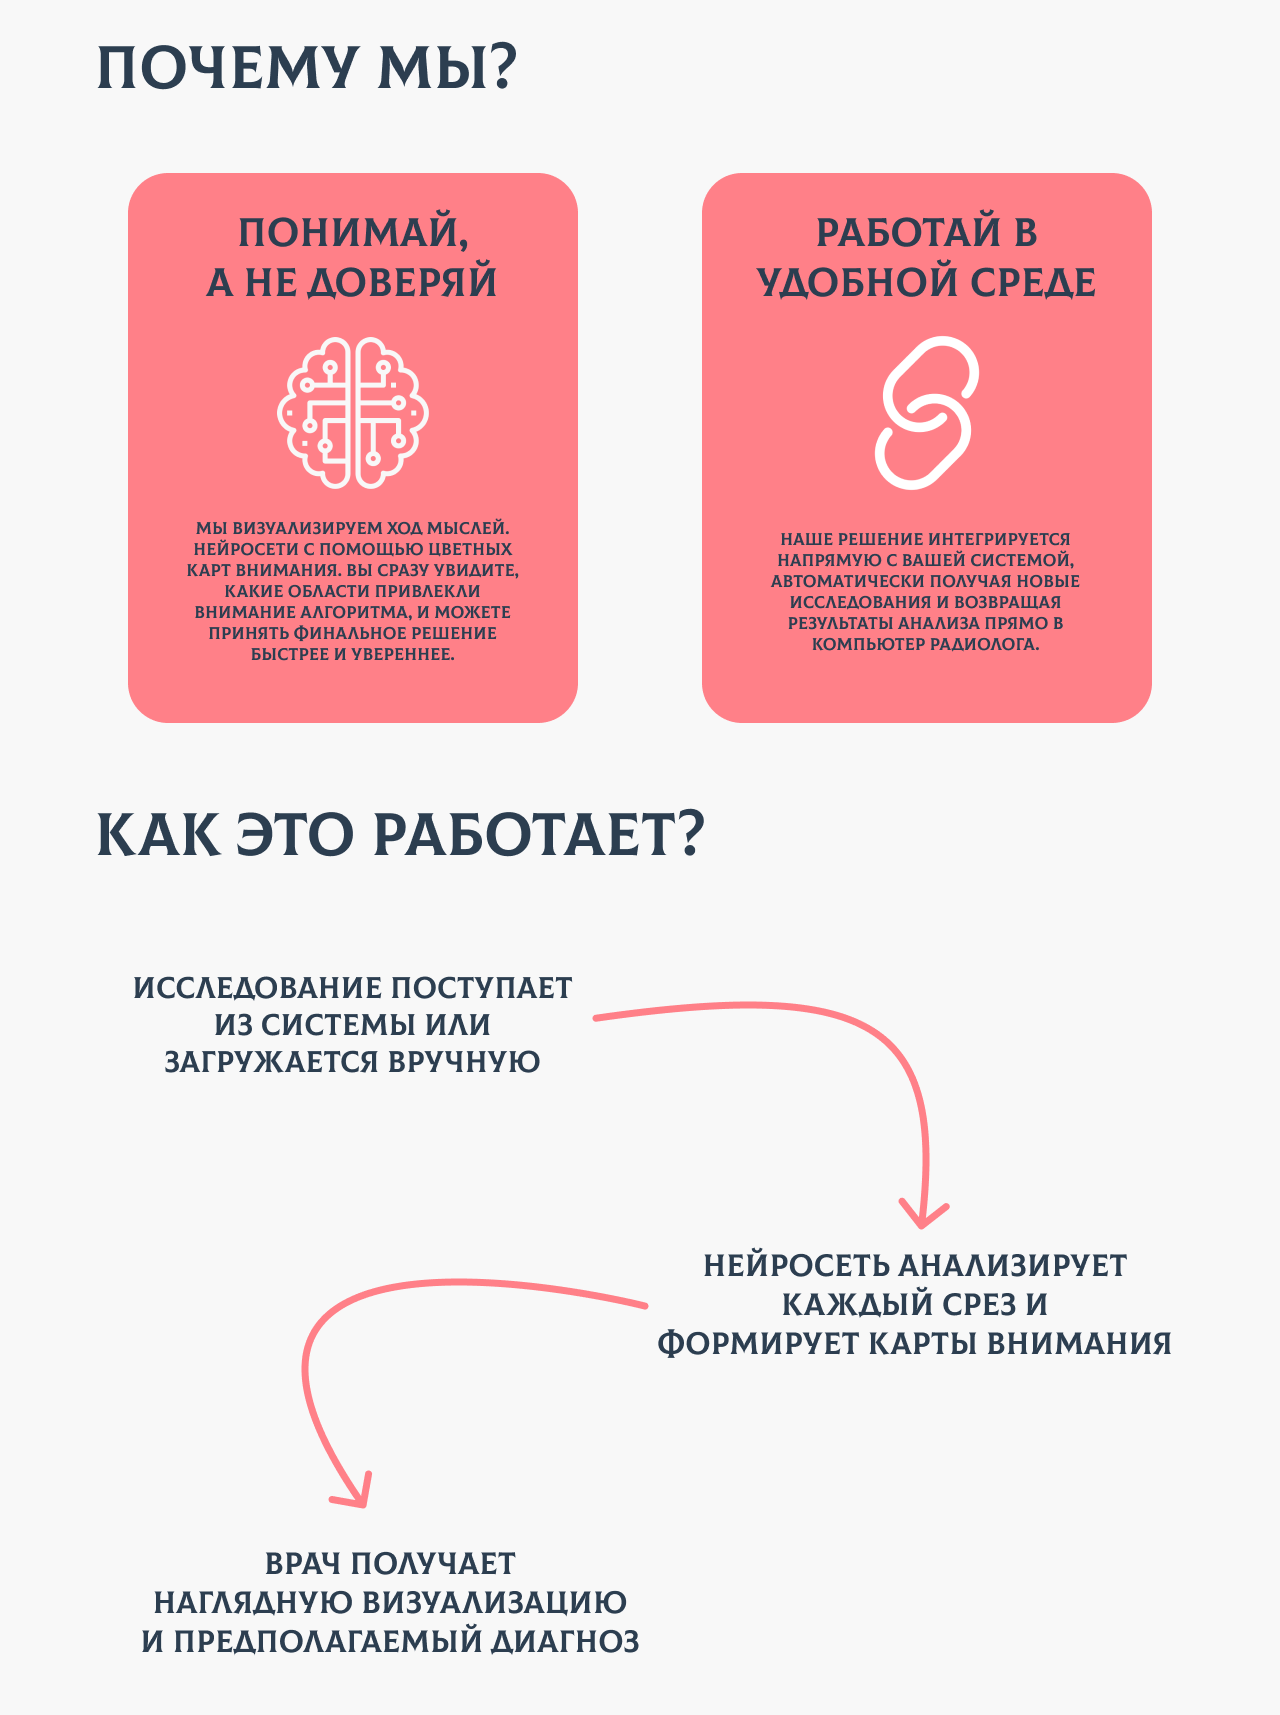 ПОЧЕМУ МЫ?
ПОНИМАЙ,
А НЕ ДОВЕРЯЙ
МЫ ВИЗУАЛИЗИРУЕМ ХОД МЫСЛЕЙ.
НЕЙРОСЕТИ С ПОМОЩЬЮ ЦВЕТНЫХ
КАРТ ВНИМАНИЯ. ВЫ СРАЗУ УВИДИТЕ,
КАКИЕ ОБЛАСТИ ПРИВЛЕКЛИ
ВНИМАНИЕ АЛГОРИТМА, И МОЖЕТЕ
ПРИНЯТЬ ФИНАЛЬНОЕ РЕШЕНИЕ
БЫСТРЕЕ И УВЕРЕННЕЕ.
РАБОТАЙ В
УДОБНОЙ СРЕДЕ
НАШЕ РЕШЕНИЕ ИНТЕГРИРУЕТСЯ
НАПРЯМУЮ С ВАШЕЙ СИСТЕМОЙ,
АВТОМАТИЧЕСКИ ПОЛУЧАЯ НОВЫЕ
ИССЛЕДОВАНИЯ И ВОЗВРАЩАЯ
РЕЗУЛЬТАТЫ АНАЛИЗА ПРЯМО В
КОМПЬЮТЕР РАДИОЛОГА.
КАК ЭТО РАБОТАЕТ?
ИССЛЕДОВАНИЕ ПОСТУПАЕТ
ИЗ СИСТЕМЫ ИЛИ
ЗАГРУЖАЕТСЯ ВРУЧНУЮ
НЕЙРОСЕТЬ АНАЛИЗИРУЕТ
КАЖДЫЙ СРЕЗ И
ФОРМИРУЕТ КАРТЫ ВНИМАНИЯ
ВРАЧ ПОЛУЧАЕТ
НАГЛЯДНУЮ ВИЗУАЛИЗАЦИЮ
И ПРЕДПОЛАГАЕМЫЙ ДИАГНОЗ